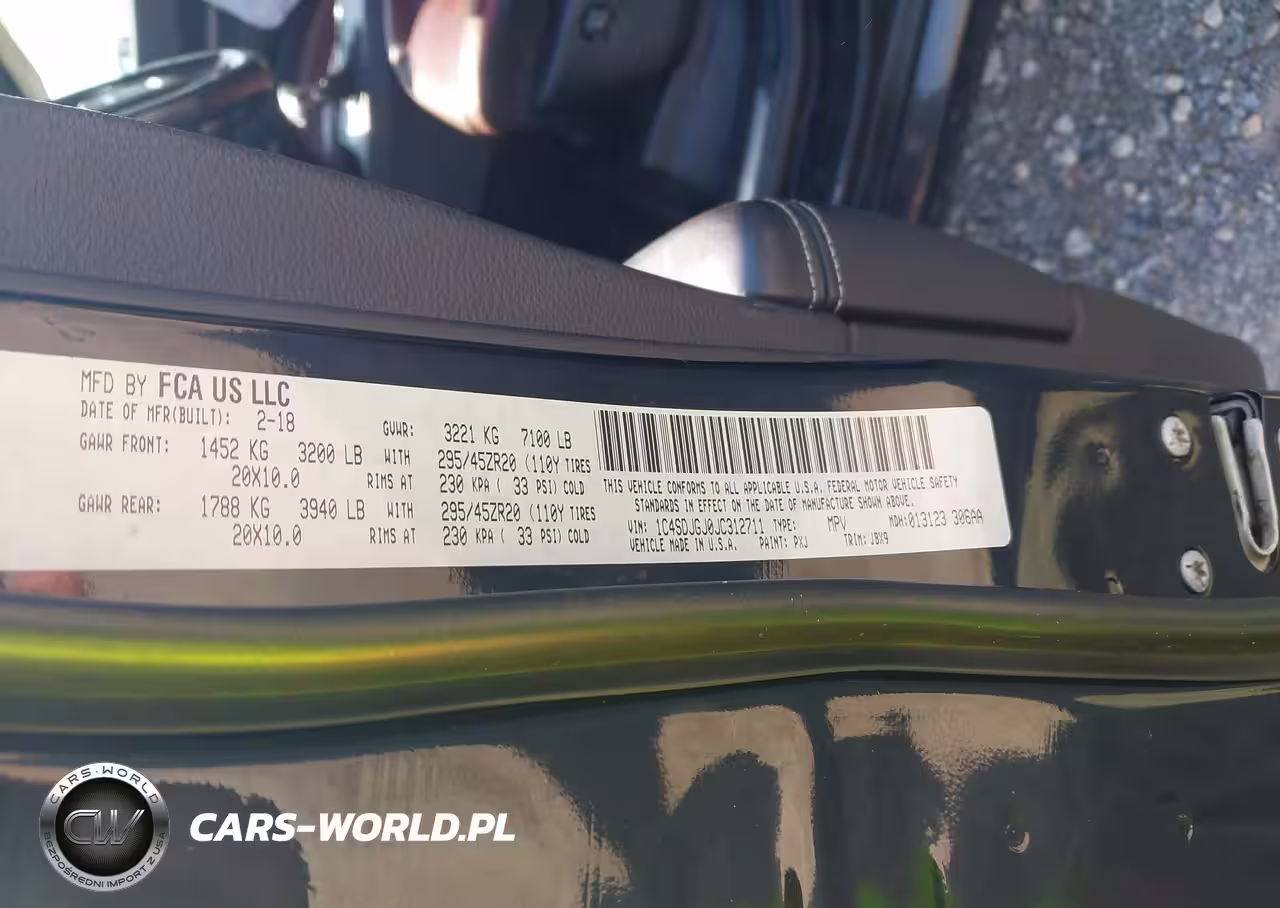 MFD BY FCA US LLC
DATE OF MFR(BUILT): 2-18
GVWR: 3221 KG 7100 LB
GAWR FRONT: 1452 KG 3200 LB WITH 295/45ZR20 (110Y TIRES
20X10.0 RIMS AT 230 KPA ( 33 PSI) COLD
GAWR REAR: 1788 KG 3940 LB WITH 295/45ZR20 (110Y TIRES
20X10.0 RIMS AT 230 KPA ( 33 PSI) COLD
THIS VEHICLE CONFORMS TO ALL APPLICABLE U.S.A. FEDERAL MOTOR VEHICLE SAFETY
STANDARDS IN EFFECT ON THE DATE OF MANUFACTURE SHOWN ABOVE.
VIN: 1C4SDJGJ0JC312711 TYPE: MPV MDH:013123 306AA
VEHICLE MADE IN U.S.A. PAINT: PXJ TRIM: JBX9
CARS-WORLD
CW
BEZPOŚREDNI IMPORT Z USA
CARS-WORLD.PL